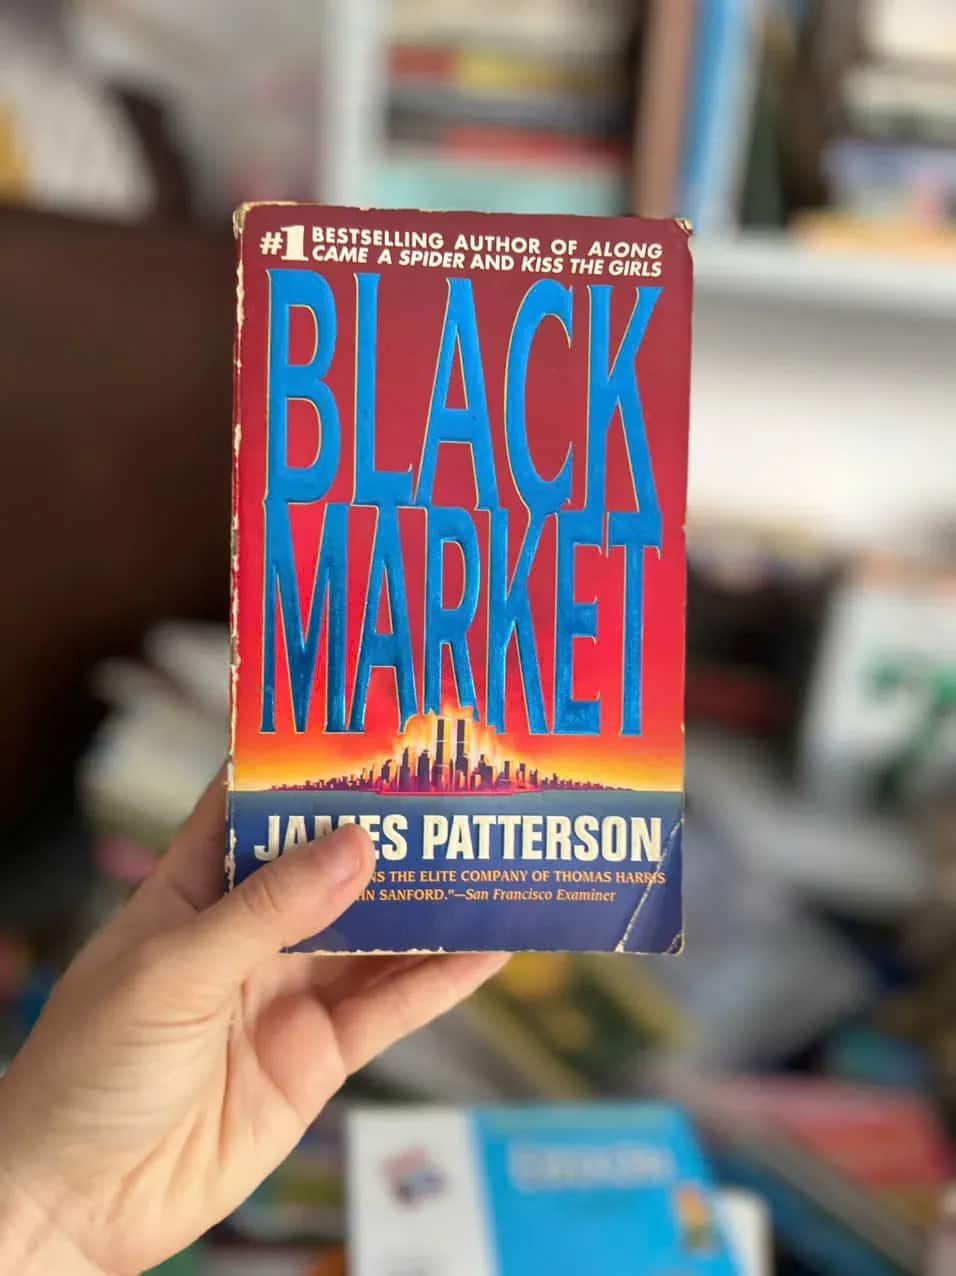 #1 BESTSELLING AUTHOR OF ALONG
CAME A SPIDER AND KISS THE GIRLS
BLACK
MARKET
JAMES PATTERSON
THE ELITE COMPANY OF THOMAS HARRIS
SANFORD."—San Francisco Examiner